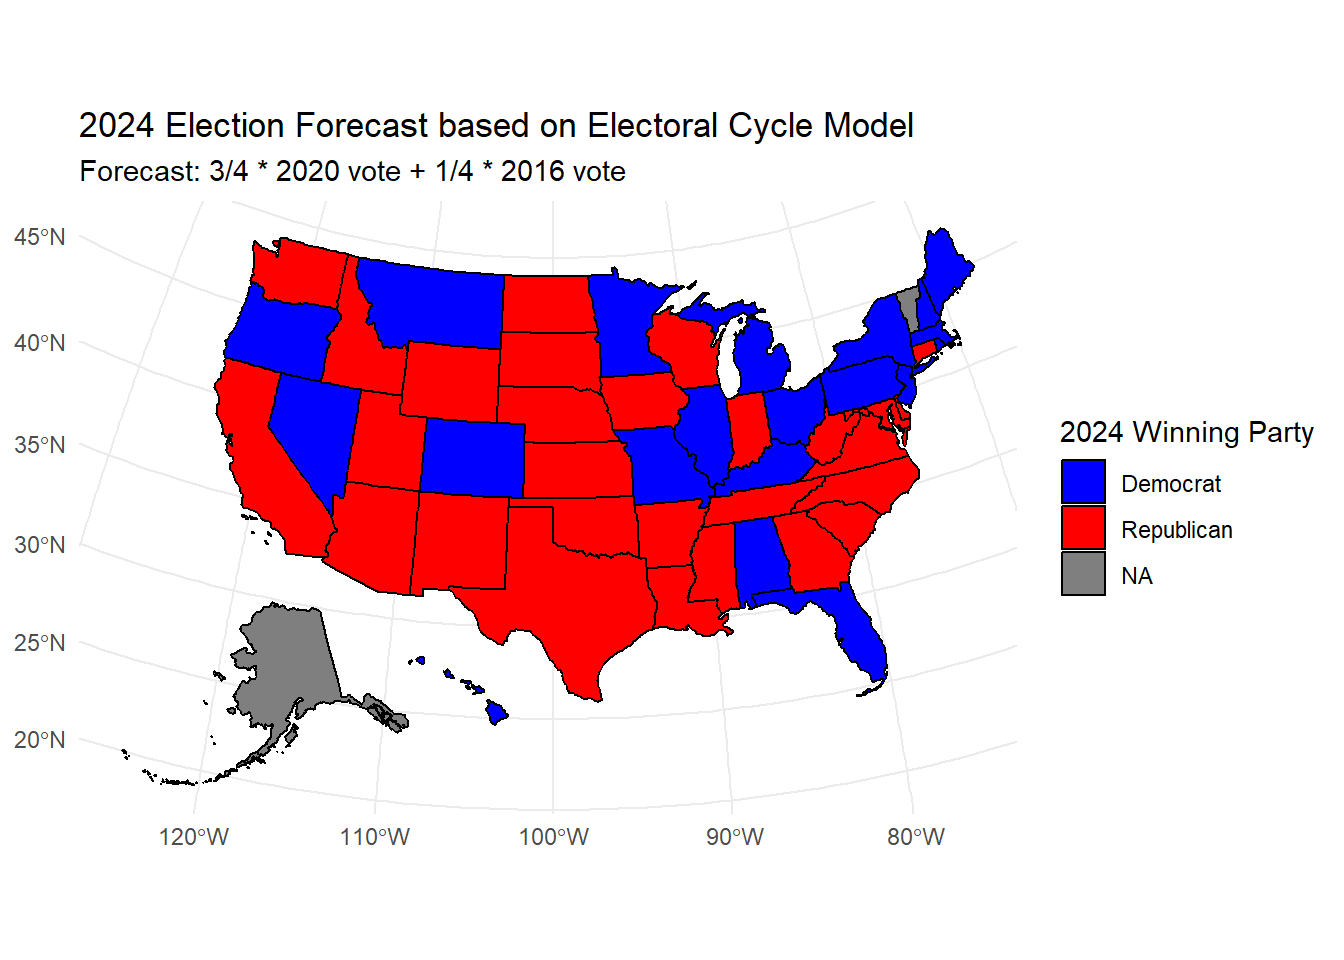 2024 Election Forecast based on Electoral Cycle Model
Forecast: 3/4 * 2020 vote + 1/4 * 2016 vote
45°N
40°N
35°N
30°N
25°N
20°N
120°W
110°W
100°W
90°W
80°W
2024 Winning Party
Democrat
Republican
NA